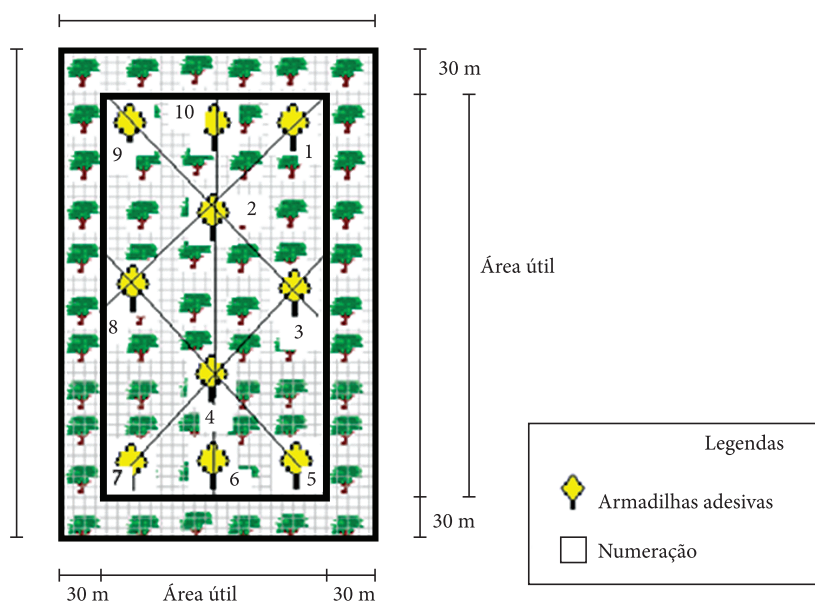 30 m
10
9
1
2
Área útil
8
3
4
7
6
5
30 m
Legendas
Armadilhas adesivas
Numeração
30 m
Área útil
30 m